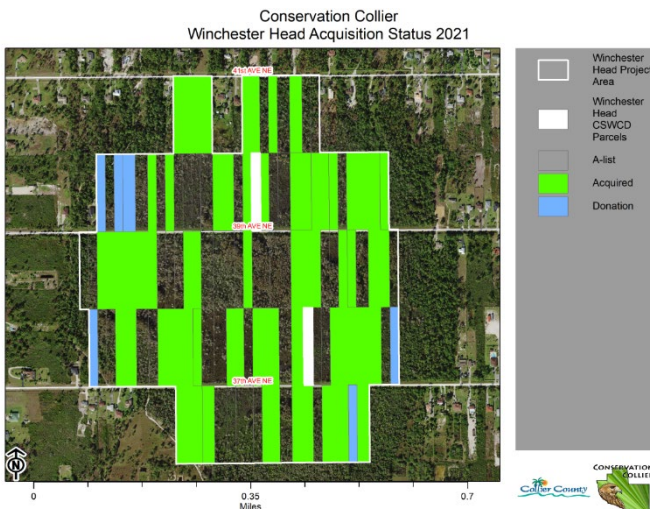 Conservation Collier
Winchester Head Acquisition Status 2021
41st AVE NE
39th AVE NE
37th AVE NE
N
0
0.35
0.7
Miles
Winchester
Head Project
Area
Winchester
Head
CSWCD
Parcels
A-list
Acquired
Donation
Collier County
CONSERVATION
COLLIER